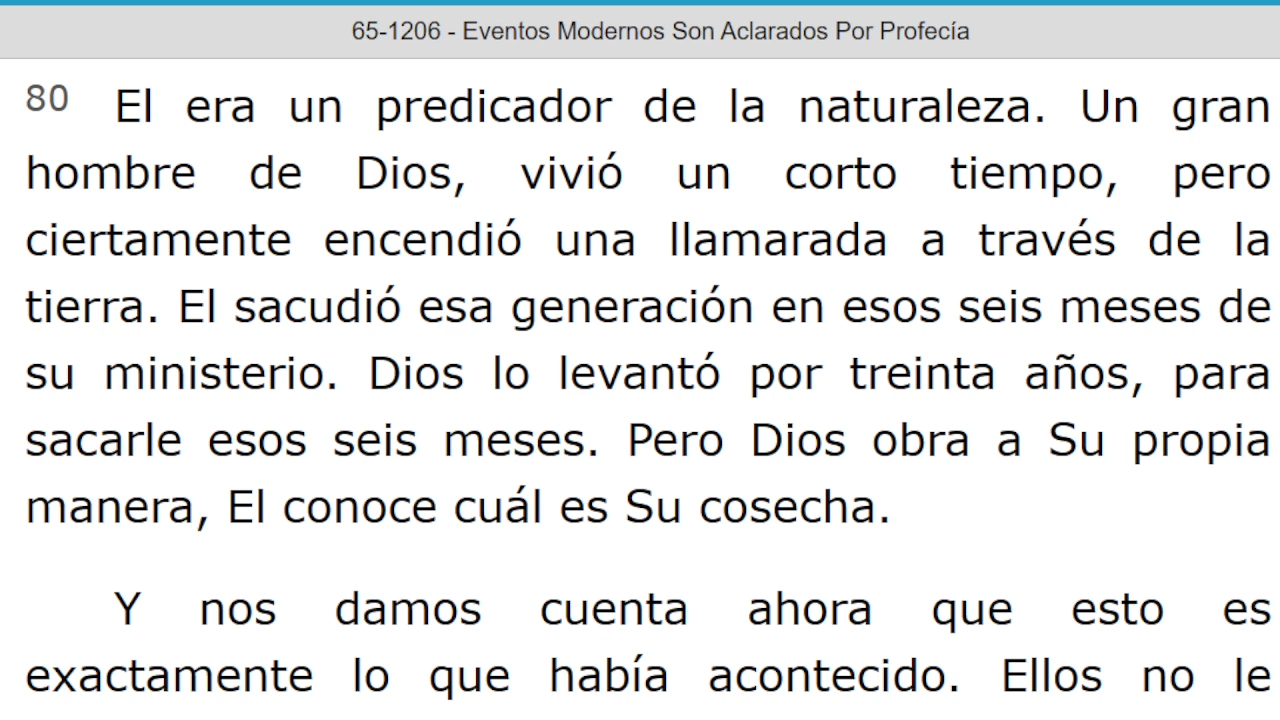 65-1206 - Eventos Modernos Son Aclarados Por Profecía
80 El era un predicador de la naturaleza. Un gran
hombre de Dios, vivió un corto tiempo, pero
ciertamente encendió una llamarada a través de la
tierra. El sacudió esa generación en esos seis meses de
su ministerio. Dios lo levantó por treinta años, para
sacarle esos seis meses. Pero Dios obra a Su propia
manera, El conoce cuál es Su cosecha.
Y nos damos cuenta ahora que esto es
exactamente lo que había acontecido. Ellos no le